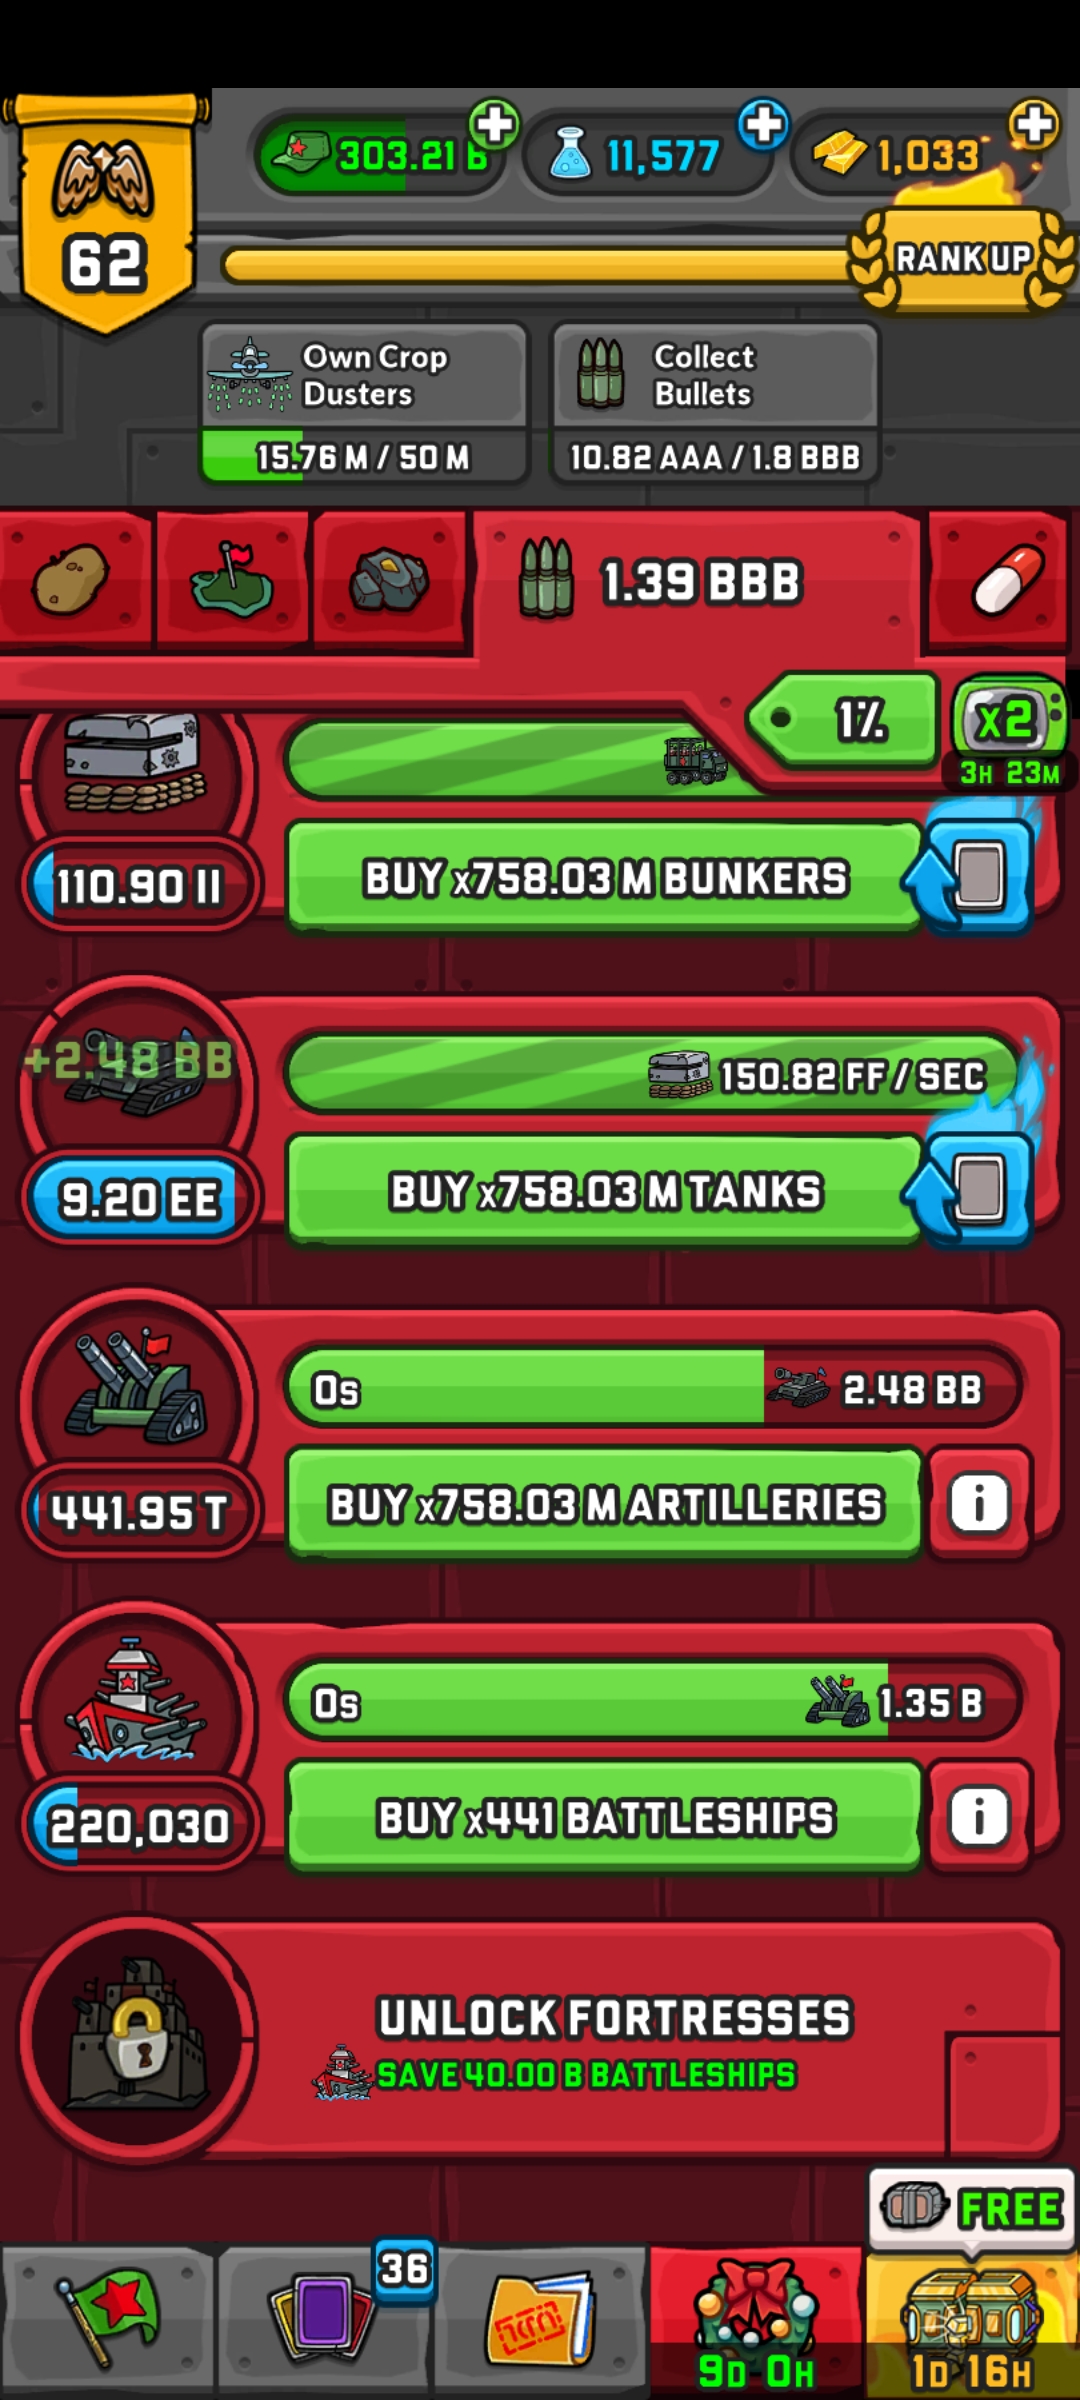 303.21 B
11,577
1,033
62
RANK UP
Own Crop
Dusters
15.76 M / 50 M
Collect
Bullets
10.82 AAA / 1.8 BBB
1.39 BBB
1%
x2
3H 23M
110.90 II
BUY x758.03 M BUNKERS
+2.48 BB
150.82 FF / SEC
9.20 EE
BUY x758.03 M TANKS
0s
2.48 BB
441.95 T
BUY x758.03 M ARTILLERIES
i
0s
1.35 B
220,030
BUY x441 BATTLESHIPS
i
UNLOCK FORTRESSES
SAVE 40.00 B BATTLESHIPS
FREE
36
9D 0H
1D 16H